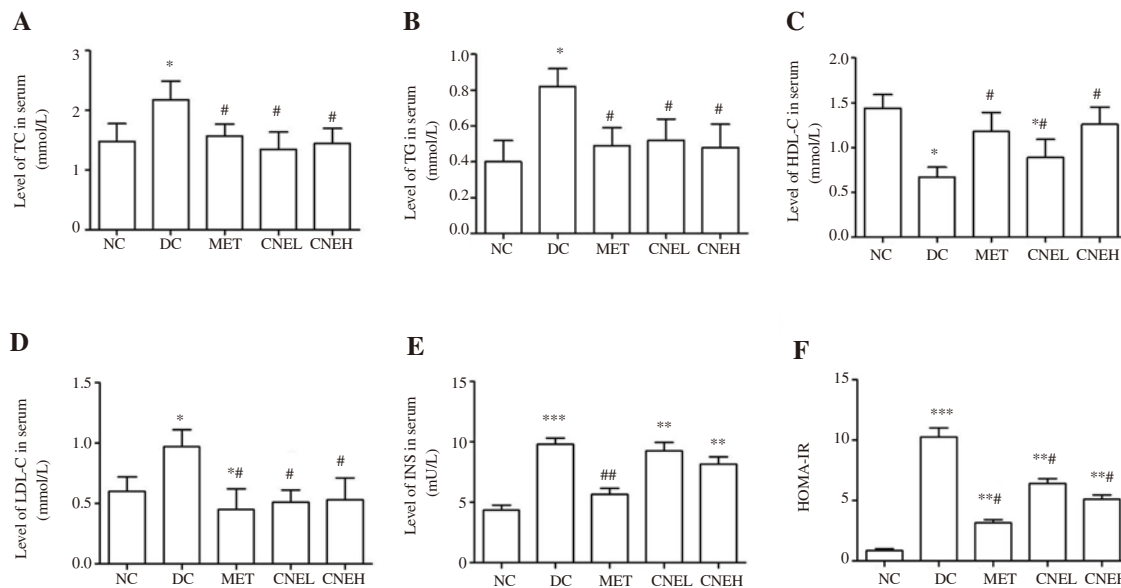 A
Level of TC in serum
(mmol/L)
3
2
1
0
*
#
#
#
NC DC MET CNEL CNEH
B
Level of TG in serum
(mmol/L)
1.0
0.8
0.6
0.4
0.2
0.0
*
#
#
#
NC DC MET CNEL CNEH
C
Level of HDL-C in serum
(mmol/L)
2.0
1.5
1.0
0.5
0.0
*
#
*#
#
NC DC MET CNEL CNEH
D
Level of LDL-C in serum
(mmol/L)
1.5
1.0
0.5
0.0
*
*#
#
#
NC DC MET CNEL CNEH
E
Level of INS in serum
(mU/L)
15
10
5
0
***
##
**
**
NC DC MET CNEL CNEH
F
HOMA-IR
15
10
5
0
***
**#
**#
**#
NC DC MET CNEL CNEH